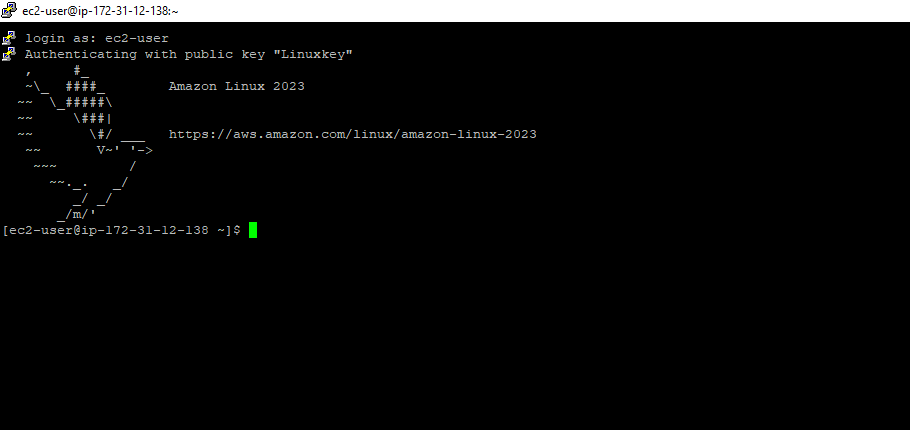 ec2-user@ip-172-31-12-138:~
login as: ec2-user
Authenticating with public key "Linuxkey"
   ,     #_
   ~\_  ####_        Amazon Linux 2023
  ~~  \_#####\
  ~~     \###|
  ~~       \#/ ___   https://aws.amazon.com/linux/amazon-linux-2023
   ~~       V~' '->
    ~~~         /
      ~~._.   _/
         _/ _/
       _/m/'
[ec2-user@ip-172-31-12-138 ~]$